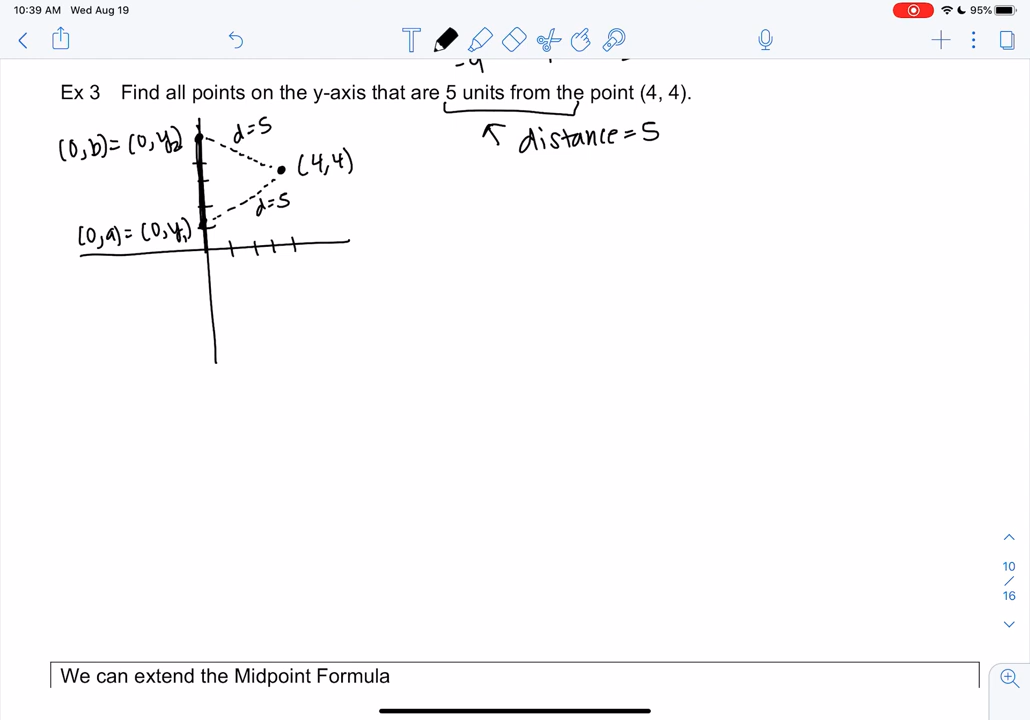 10:39 AM Wed Aug 19
95%
T
Ex 3 Find all points on the y-axis that are 5 units from the point (4, 4).
distance = 5
d=5
(0,b) = (0,y₂)
(4,4)
d=5
(0,a) = (0,y₁)
10
/
16
We can extend the Midpoint Formula